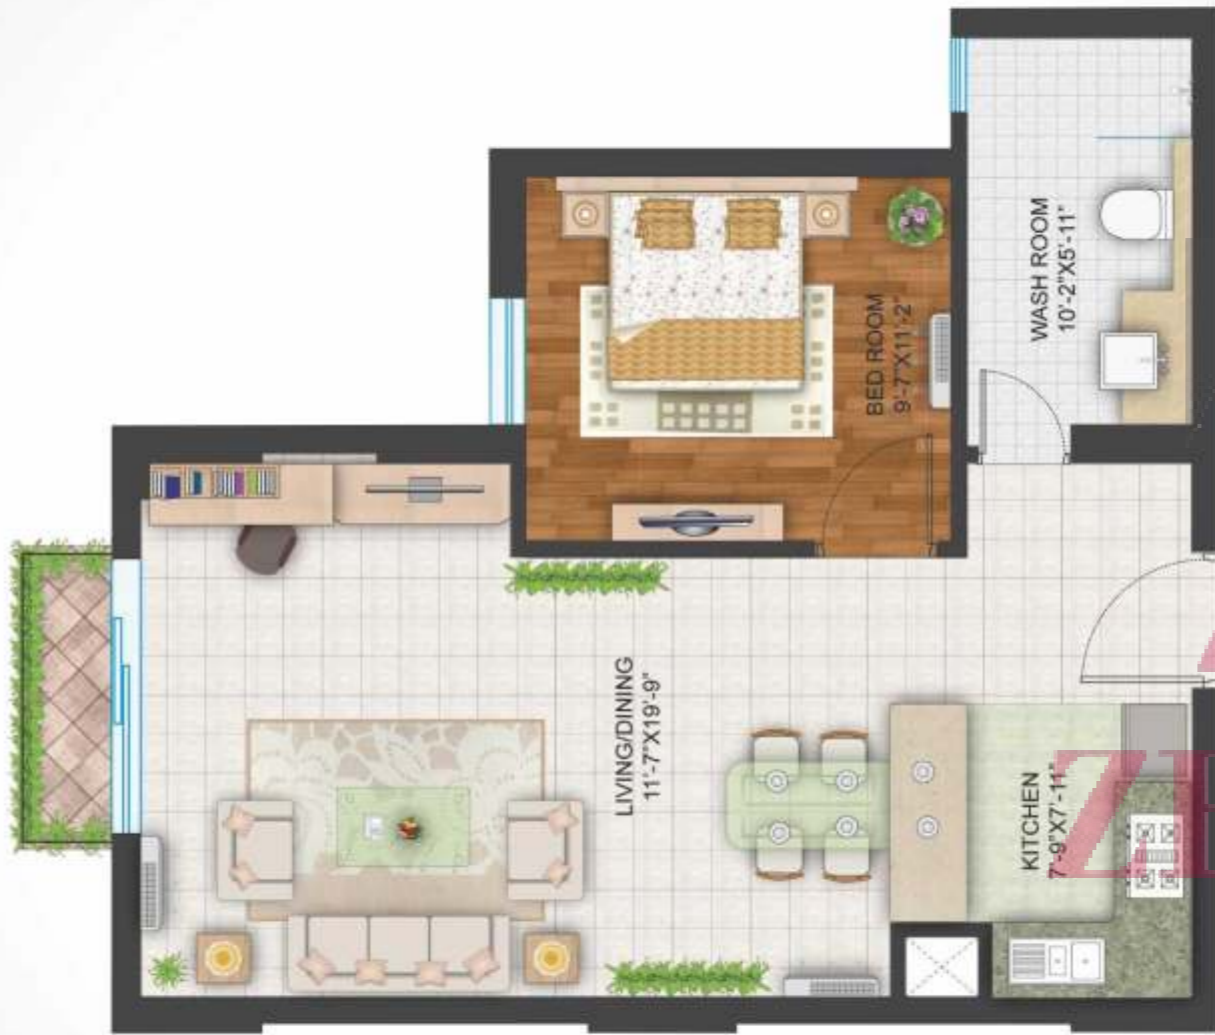 WASH ROOM
10'-2"X5'-11"
BED ROOM
9'-7"X11'-2"
LIVING/DINING
11'-7"X19'-9"
KITCHEN
7'-9"X7'-11"